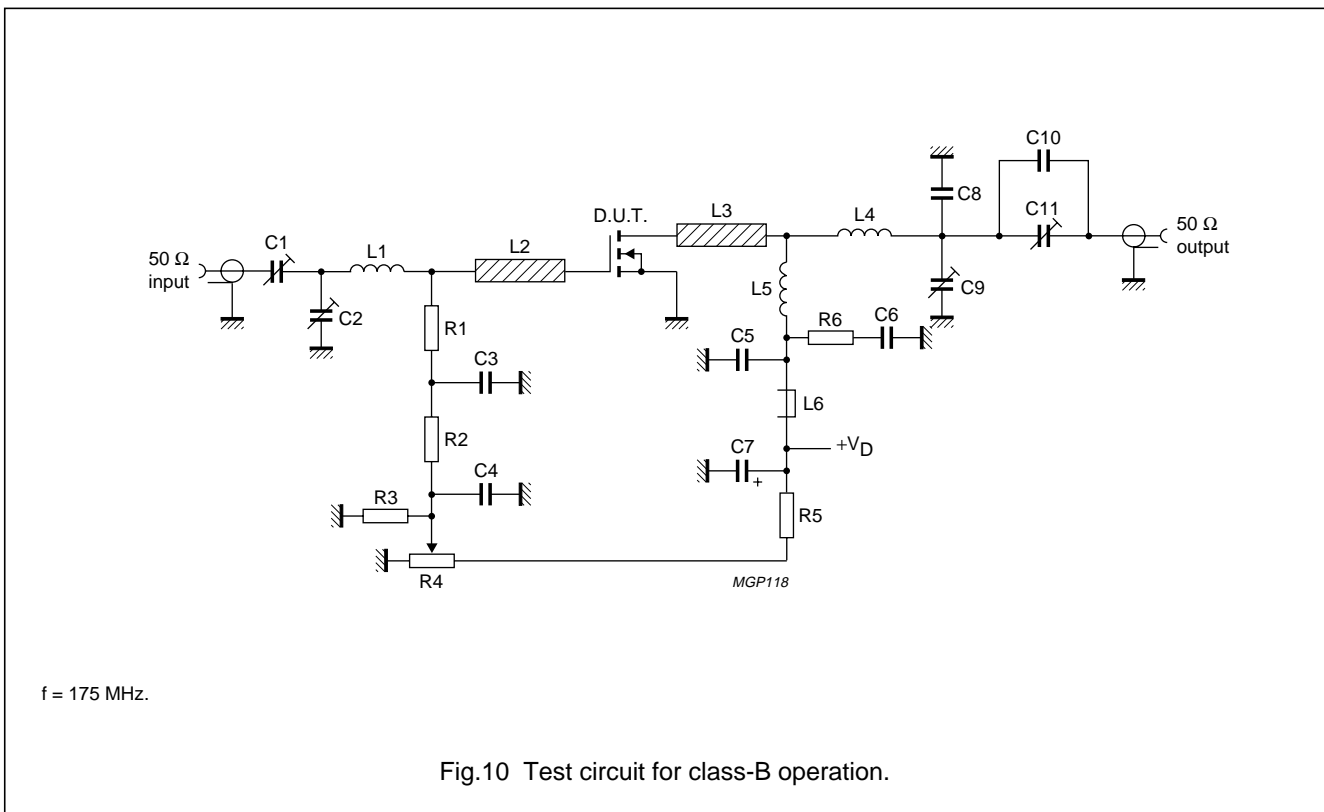 C10
C8
D.U.T.
L3
L4
C11
50 Ω
output
50 Ω
input
C1
L1
L2
L5
C9
C2
R1
R6
C6
C5
C3
L6
R2
C7
+VD
C4
+
R3
R5
R4
MGP118
f = 175 MHz.
Fig.10 Test circuit for class-B operation.